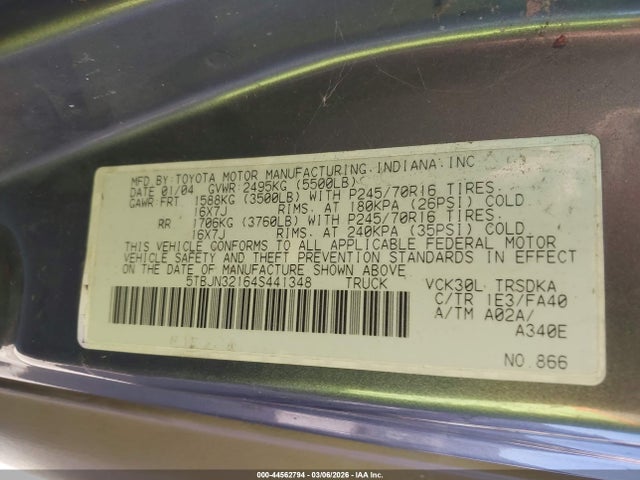 MFD.BY:TOYOTA MOTOR MANUFACTURING,INDIANA,INC
DATE 01/04 GVWR:2495KG (5500LB)
GAWR:FRT 1588KG (3500LB) WITH P245/70R16 TIRES.
16X7J RIMS. AT 180KPA (26PSI) COLD
RR 1706KG (3760LB) WITH P245/70R16 TIRES.
16X7J RIMS. AT 240KPA (35PSI) COLD
THIS VEHICLE CONFORMS TO ALL APPLICABLE FEDERAL MOTOR
VEHICLE SAFETY AND THEFT PREVENTION STANDARDS IN EFFECT
ON THE DATE OF MANUFACTURE SHOWN ABOVE
5TBJN32164S441348 TRUCK VCK30L TRSDKA
C/TR 1E3/FA40
A/TM A02A/
A340E
NO.866
000-44562794 - 03/06/2026 - IAA Inc.